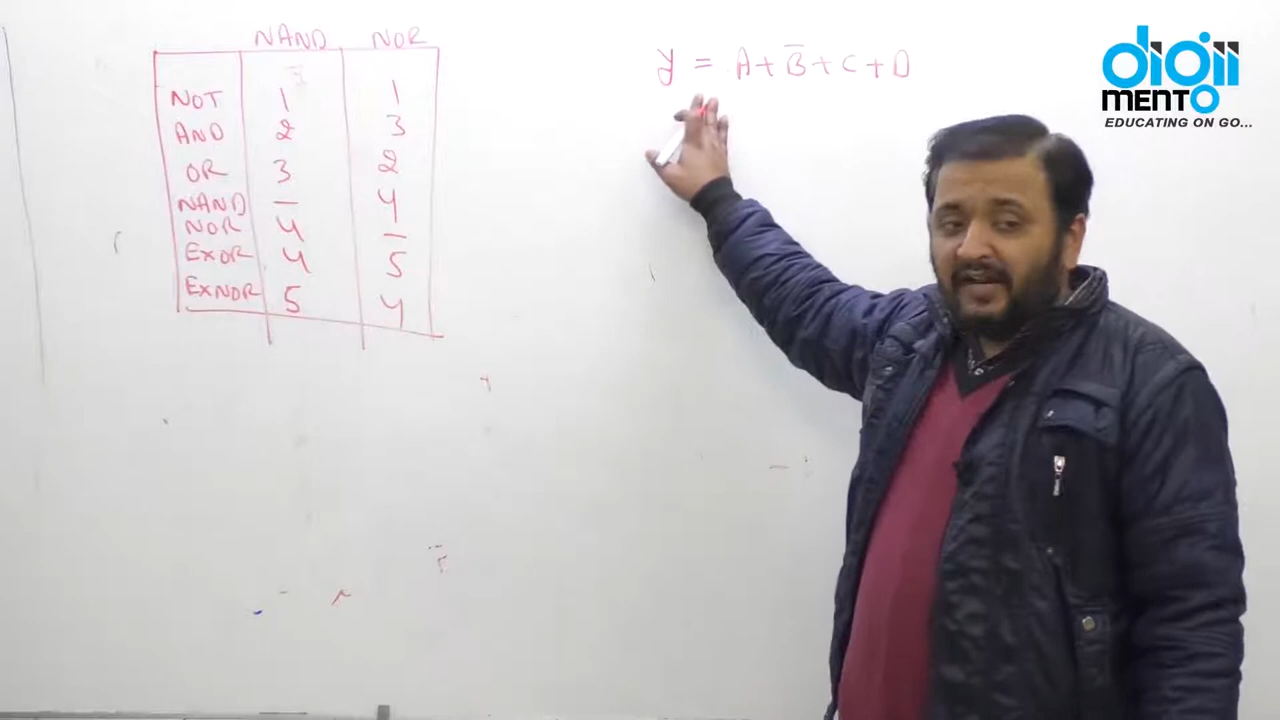 NAND NOR
NOT 1 1
AND 2 3
OR 3 2
NAND - 4
NOR 4 -
EXOR 4 5
EXNOR 5 4
y = A + B̅ + C + D
digii
MENTO
EDUCATING ON GO...